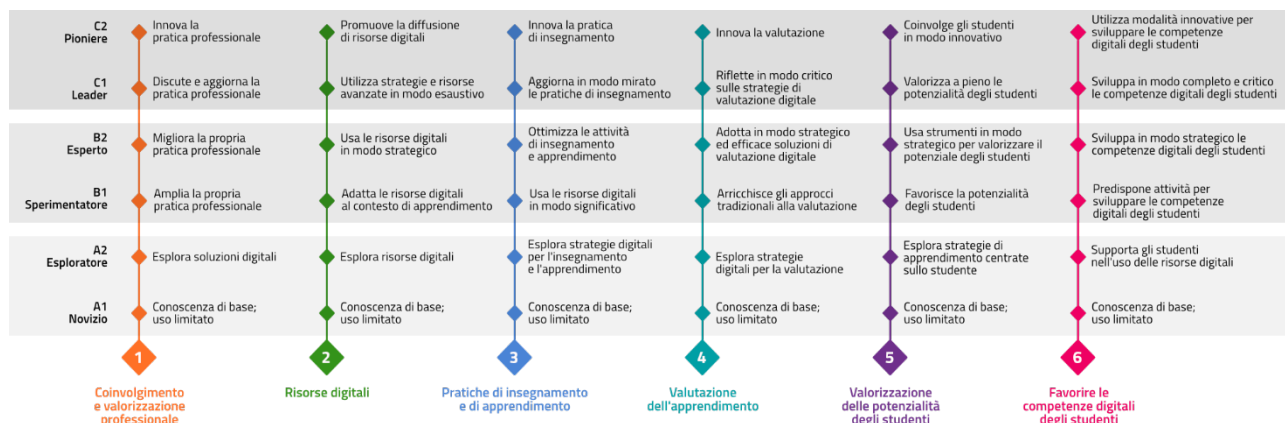 C2
Pioniere
Innova la
pratica professionale
Promuove la diffusione
di risorse digitali
Innova la pratica
di insegnamento
Innova la valutazione
Coinvolge gli studenti
in modo innovativo
Utilizza modalità innovative per
sviluppare le competenze
digitali degli studenti
C1
Leader
Discute e aggiorna la
pratica professionale
Utilizza strategie e risorse
avanzate in modo esaustivo
Aggiorna in modo mirato
le pratiche di insegnamento
Riflette in modo critico
sulle strategie di
valutazione digitale
Valorizza a pieno le
potenzialità degli studenti
Sviluppa in modo completo e critico
le competenze digitali degli studenti
B2
Esperto
Migliora la propria
pratica professionale
Usa le risorse digitali
in modo strategico
Ottimizza le attività
di insegnamento
e apprendimento
Adotta in modo strategico
ed efficace soluzioni di
valutazione digitale
Usa strumenti in modo
strategico per valorizzare il
potenziale degli studenti
Sviluppa in modo strategico le
competenze digitali degli studenti
B1
Sperimentatore
Amplia la propria
pratica professionale
Adatta le risorse digitali
al contesto di apprendimento
Usa le risorse digitali
in modo significativo
Arricchisce gli approcci
tradizionali alla valutazione
Favorisce la potenzialità
degli studenti
Predispone attività per
sviluppare le competenze
digitali degli studenti
A2
Esploratore
Esplora soluzioni digitali
Esplora risorse digitali
Esplora strategie digitali
per l'insegnamento
e l'apprendimento
Esplora strategie
digitali per la valutazione
Esplora strategie di
apprendimento centrate
sullo studente
Supporta gli studenti
nell'uso delle risorse digitali
A1
Novizio
Conoscenza di base;
uso limitato
Conoscenza di base;
uso limitato
Conoscenza di base;
uso limitato
Conoscenza di base;
uso limitato
Conoscenza di base;
uso limitato
Conoscenza di base;
uso limitato
1
2
3
4
5
6
Coinvolgimento
e valorizzazione
professionale
Risorse digitali
Pratiche di insegnamento
e di apprendimento
Valutazione
dell'apprendimento
Valorizzazione
delle potenzialità
degli studenti
Favorire le
competenze digitali
degli studenti